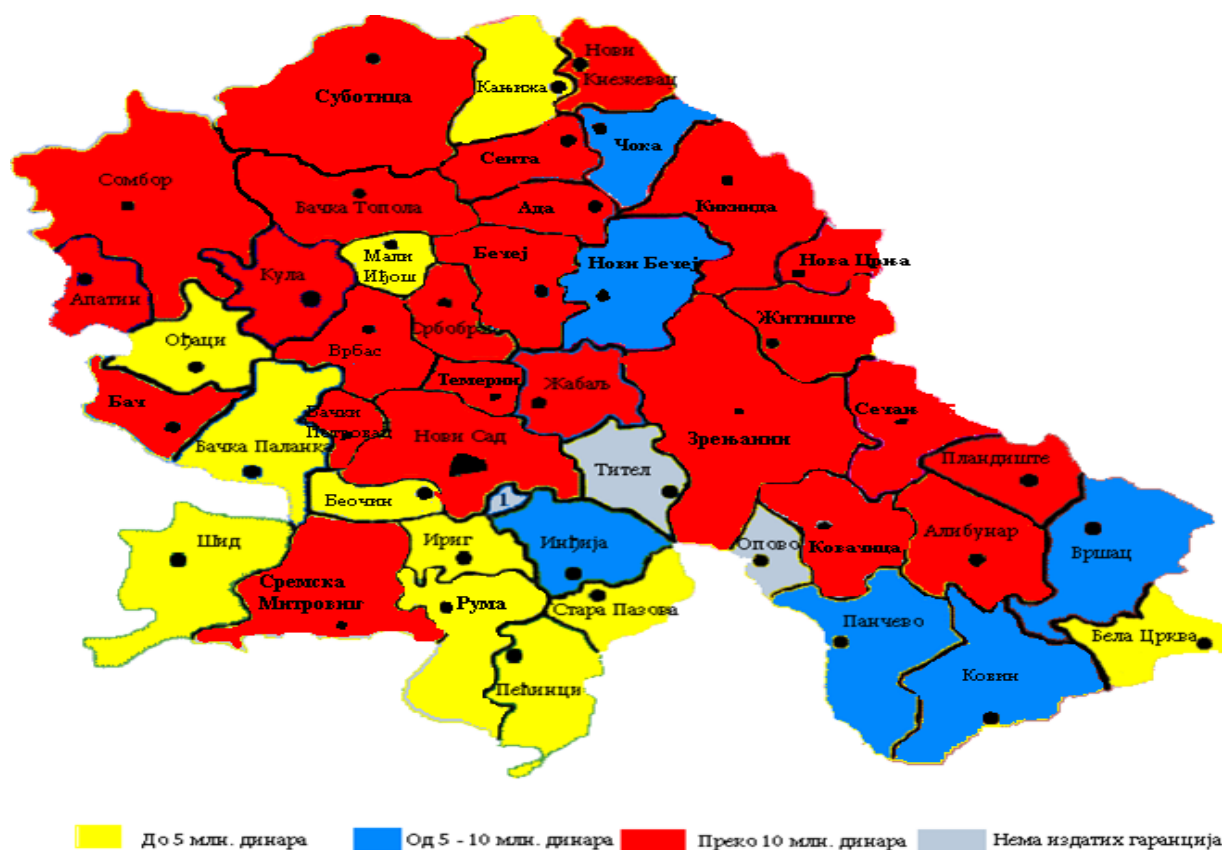 Нови
Кнежевац
Кањижа
Суботица
Чока
Сента
Сомбор
Бачка Топола
Ада
Кикинда
Мали
Иђош
Бечеј
Нови Бечеј
Нова Црња
Кула
Апатин
Житиште
Србобран
Оџаци
Врбас
Темерин
Жабаљ
Бач
Сечањ
Бачки
Петровац
Нови Сад
Зрењанин
Бачка Паланка
Тител
Пландиште
Беочин
1
Шид
Ириг
Инђија
Опово
Ковачица
Алибунар
Вршац
Сремска
Митровиц
Рума
Стара Пазова
Панчево
Бела Црква
Пећинци
Ковин
До 5 млн. динара
Од 5 - 10 млн. динара
Преко 10 млн. динара
Нема издатих гаранција